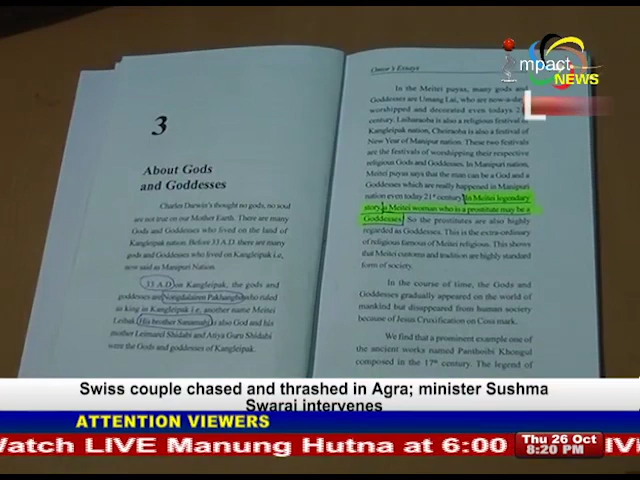 mpact
NEWS
3
About Gods
and Goddesses
Charles Darwin's thought no gods, no soul
are not true on our Mother Earth. There are many
Gods and Goddesses who lived on the land of
Kangleipak nation. Before 33 A.D. there are many
gods and Goddesses who lived on Kangleipak i.e,
now said as Manipuri Nation.
33 A.D on Kangleipak, the gods and
goddesses are Nongdalairen Pakhangba who ruled
as king in Kangleipak i.e, another name Meitei
Leibak. His brother Sanamahi is also God and his
mother Leimarel Shidabi and Atiya Guru Shidabi
were the Gods and goddesses of Kangleipak.
Omor's Essays
In the Meitei puyas, many gods and
Goddesses are Umang Lai, who are now-a-da
worshipped and decorated even todays 2
century. Laiharaoba is also a religious festival in
Kangleipak nation, Cheiraoba is also a festival of
New Year of Manipur nation. These two festivals
are the festivals of worshipping their respective
religious Gods and Goddesses. In Manipuri nation,
Meitei puyas says that the man can be a God and a
Goddesses which are really happened in Manipuri
nation even today 21st century. In Meitei legendary
story, a Meitei woman who is a prostitute may be a
Goddesses. So the prostitutes are also highly
regarded as Goddesses. This is the extra-ordinary
of religious famous of Meitei religious. This shows
that Meitei customs and tradition are highly standard
form of society.
In the course of time, the Gods and
Goddesses gradually appeared on the world of
mankind but disappeared from human society
because of Jesus Cruxification on Coss mark.
We find that a prominent example one of
the ancient works named Panthoibi Khongul
composed in the 17th century. The legend of
Swiss couple chased and thrashed in Agra; minister Sushma
Swaraj intervenes
ATTENTION VIEWERS
Watch LIVE Manung Hutna at 6:00
Thu 26 Oct
8:20 PM
IVE